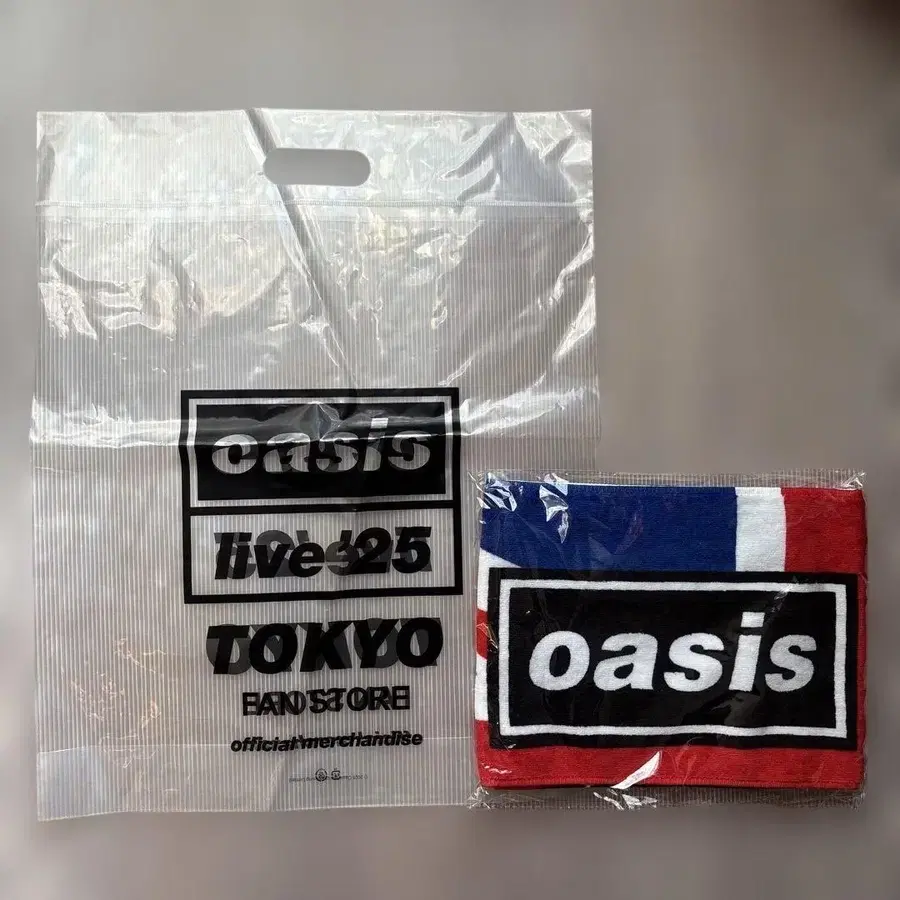 oasis
live '25
TOKYO
FAN STORE
official merchandise
oasis